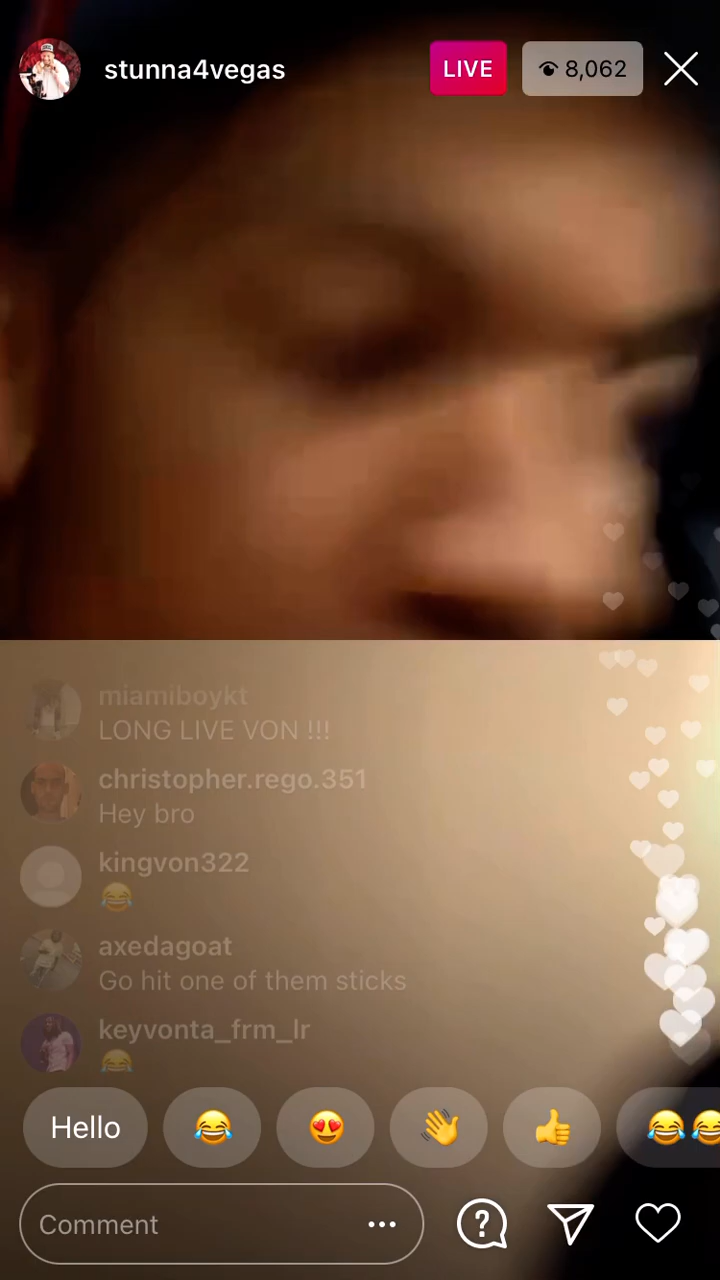 stunna4vegas
LIVE
8,062
miamiboykt
LONG LIVE VON !!!
christopher.rego.351
Hey bro
kingvon322
😂
axedagoat
Go hit one of them sticks
keyvonta_frm_lr
😂
Hello
😂
😍
👋
👍
😂😂
Comment